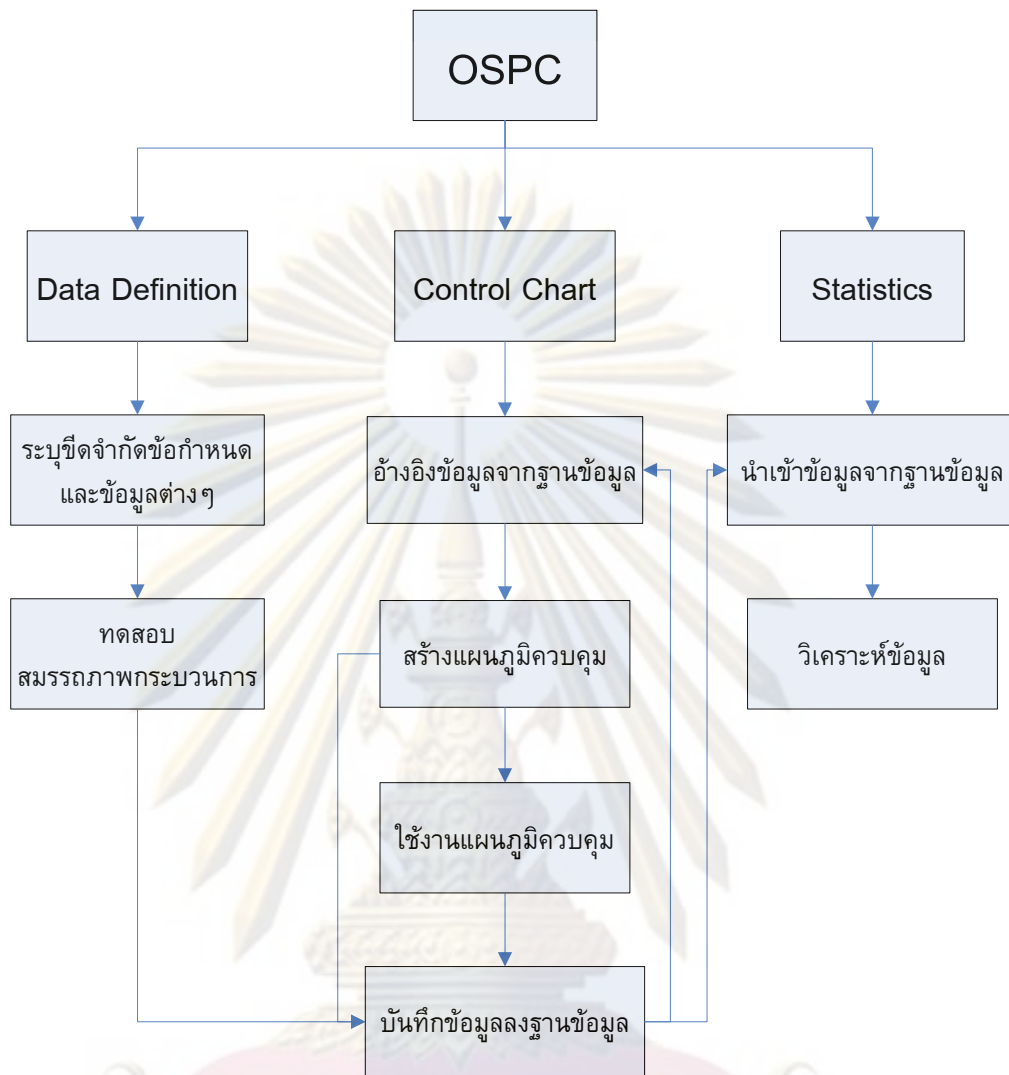 OSPC
Data Definition
Control Chart
Statistics
ระบุขีดจำกัดข้อกำหนด
และข้อมูลต่างๆ
อ้างอิงข้อมูลจากฐานข้อมูล
นำเข้าข้อมูลจากฐานข้อมูล
ทดสอบ
สมรรถภาพกระบวนการ
สร้างแผนภูมิควบคุม
วิเคราะห์ข้อมูล
ใช้งานแผนภูมิควบคุม
บันทึกข้อมูลลงฐานข้อมูล